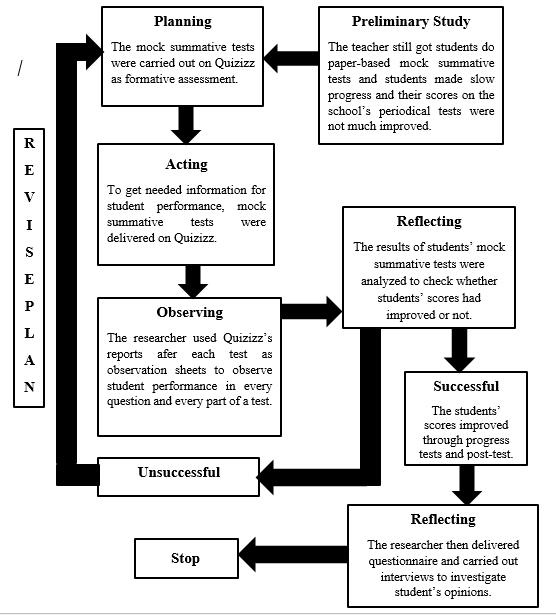 Planning
The mock summative tests
were carried out on Quizizz
as formative assessment.
Preliminary Study
The teacher still got students do
paper-based mock summative
tests and students made slow
progress and their scores on the
school's periodical tests were
not much improved.
/
R
E
V
I
S
E
P
L
A
N
Acting
To get needed information for
student performance, mock
summative tests were
delivered on Quizizz.
Observing
The researcher used Quizizz's
reports afer each test as
observation sheets to observe
student performance in every
question and every part of a test.
Reflecting
The results of students' mock
summative tests were
analyzed to check whether
students' scores had
improved or not.
Successful
The students'
scores improved
through progress
tests and post-test.
Unsuccessful
Reflecting
The researcher then delivered
questionnaire and carried out
interviews to investigate
student's opinions.
Stop